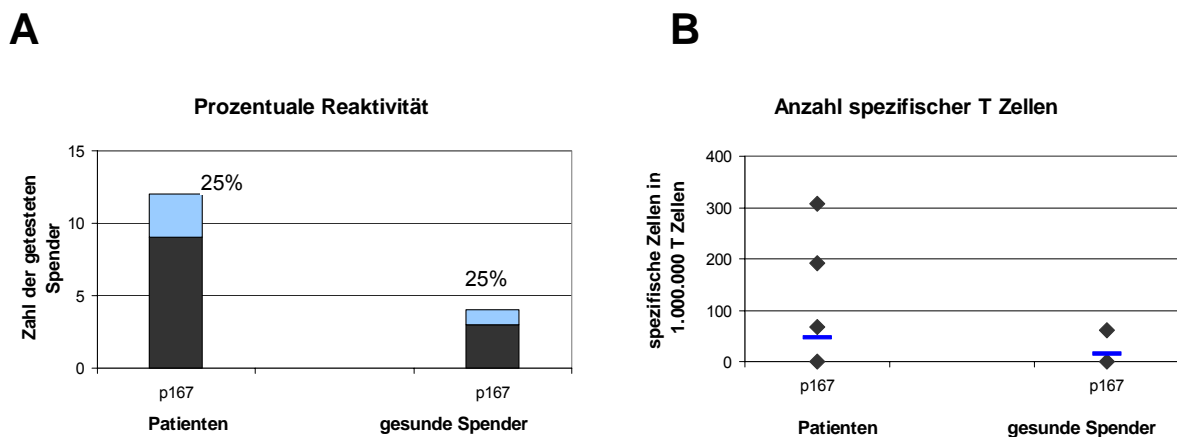 A
Prozentuale Reaktivität
Zahl der getesteten
Spender
15
10
5
0
25%
25%
p167
p167
Patienten
gesunde Spender
B
Anzahl spezifischer T Zellen
spezifische Zellen in
1.000.000 T Zellen
400
300
200
100
0
p167
p167
Patienten
gesunde Spender